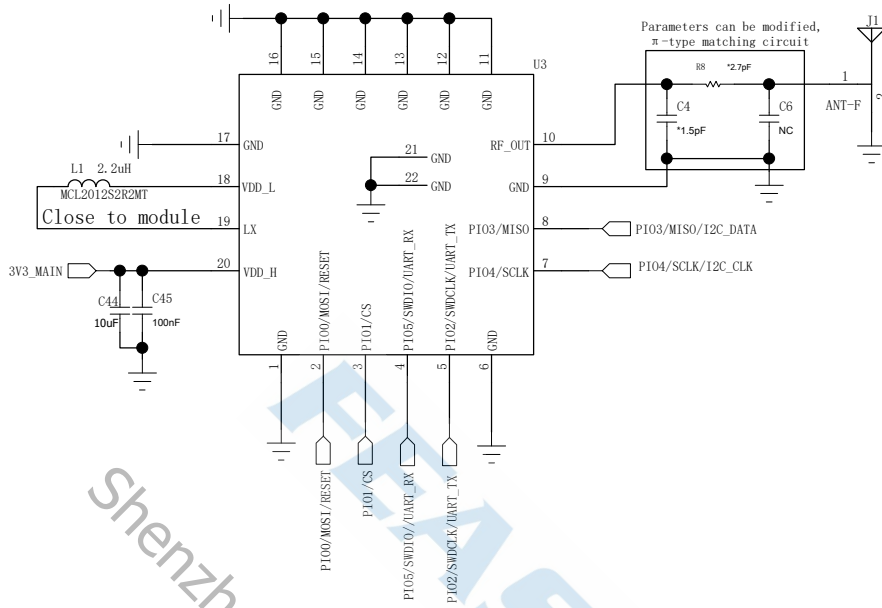 Parameters can be modified,
π-type matching circuit
J1
16 15 14 13 12 11
U3
GND GND GND GND GND GND
R8 *2.7pF
1
ANT-F
2
C4
*1.5pF
C6
NC
17 GND
RF_OUT 10
21 GND
22 GND
L1 2.2uH
MCL2012S2R2MT
18 VDD_L
GND 9
Close to module
19 LX
PIO3/MISO 8
PIO3/MISO/I2C_DATA
3V3_MAIN
20 VDD_H
PIO4/SCLK 7
PIO4/SCLK/I2C_CLK
C44
10uF
C45
100nF
GND
PIO0/MOSI/RESET
PIO1/CS
PIO5/SWDIO/UART_RX
PIO2/SWDCLK/UART_TX
GND
1 2 3 4 5 6
PIO0/MOSI/RESET
PIO1/CS
PIO5/SWDIO//UART_RX
PIO2/SWDCLK/UART_TX
Shenzh
FEAS